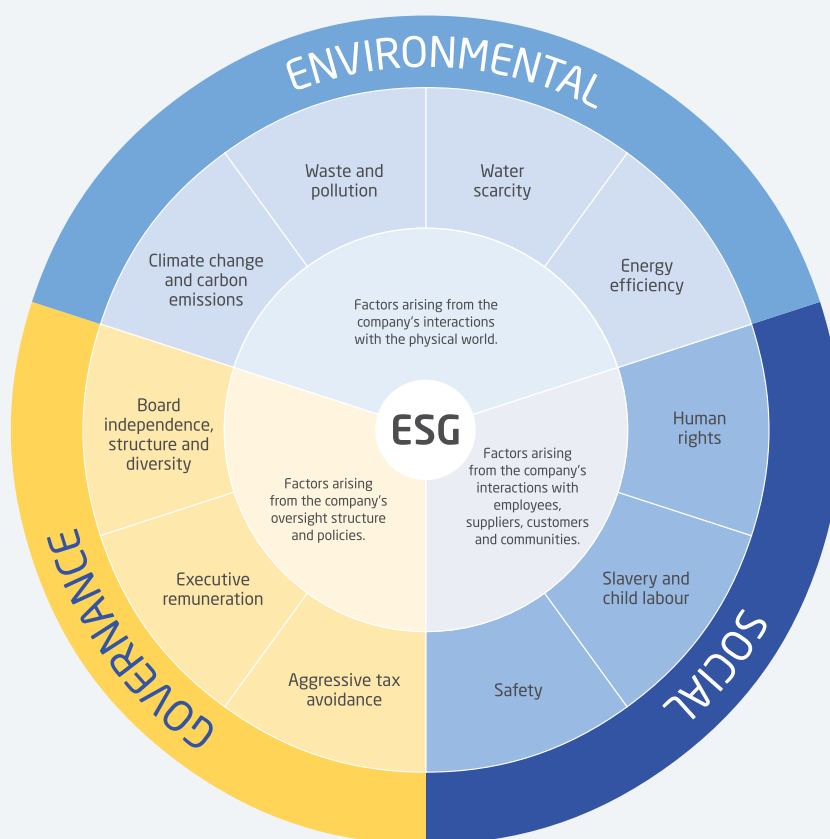 ENVIRONMENTAL
Waste and
pollution
Water
scarcity
Climate change
and carbon
emissions
Energy
efficiency
Factors arising from the
company's interactions
with the physical world.
ESG
Board
independence,
structure and
diversity
Human
rights
Factors arising
from the company's
oversight structure
and policies.
Factors arising
from the company's
interactions with
employees,
suppliers, customers
and communities.
Executive
remuneration
Slavery and
child labour
Aggressive tax
avoidance
Safety
GOVERNANCE
SOCIAL